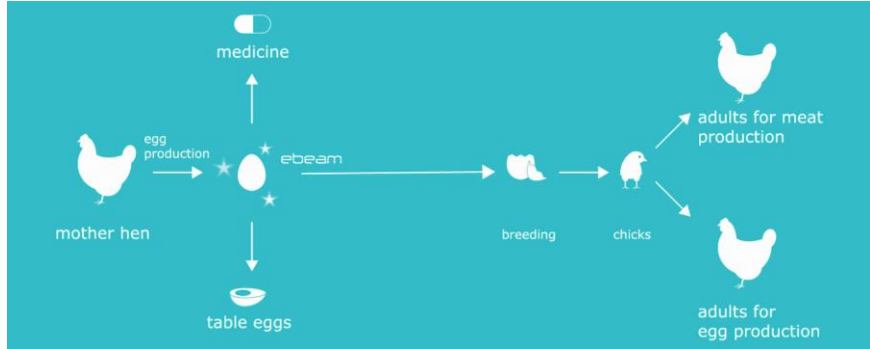 medicine
egg
production
ebeam
mother hen
table eggs
breeding
chicks
adults for meat
production
adults for
egg production